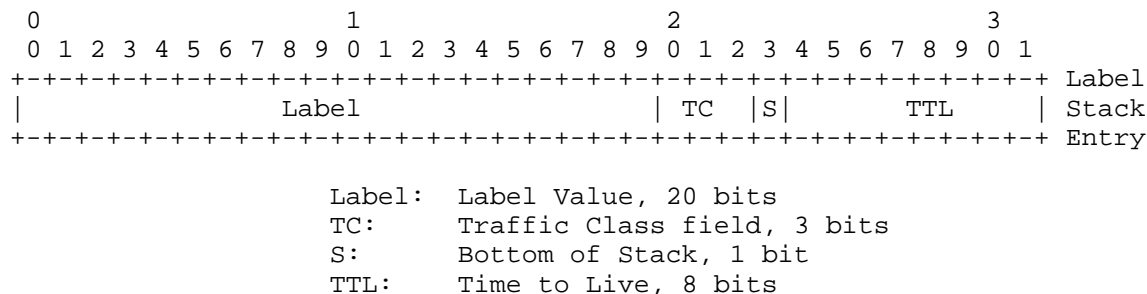 0                   1                   2                   3
 0 1 2 3 4 5 6 7 8 9 0 1 2 3 4 5 6 7 8 9 0 1 2 3 4 5 6 7 8 9 0 1
+-+-+-+-+-+-+-+-+-+-+-+-+-+-+-+-+-+-+-+-+-+-+-+-+-+-+-+-+-+-+-+-+ Label
|                Label                  | TC  |S|      TTL      | Stack
+-+-+-+-+-+-+-+-+-+-+-+-+-+-+-+-+-+-+-+-+-+-+-+-+-+-+-+-+-+-+-+-+ Entry
Label:  Label Value, 20 bits
TC:     Traffic Class field, 3 bits
S:      Bottom of Stack, 1 bit
TTL:    Time to Live, 8 bits